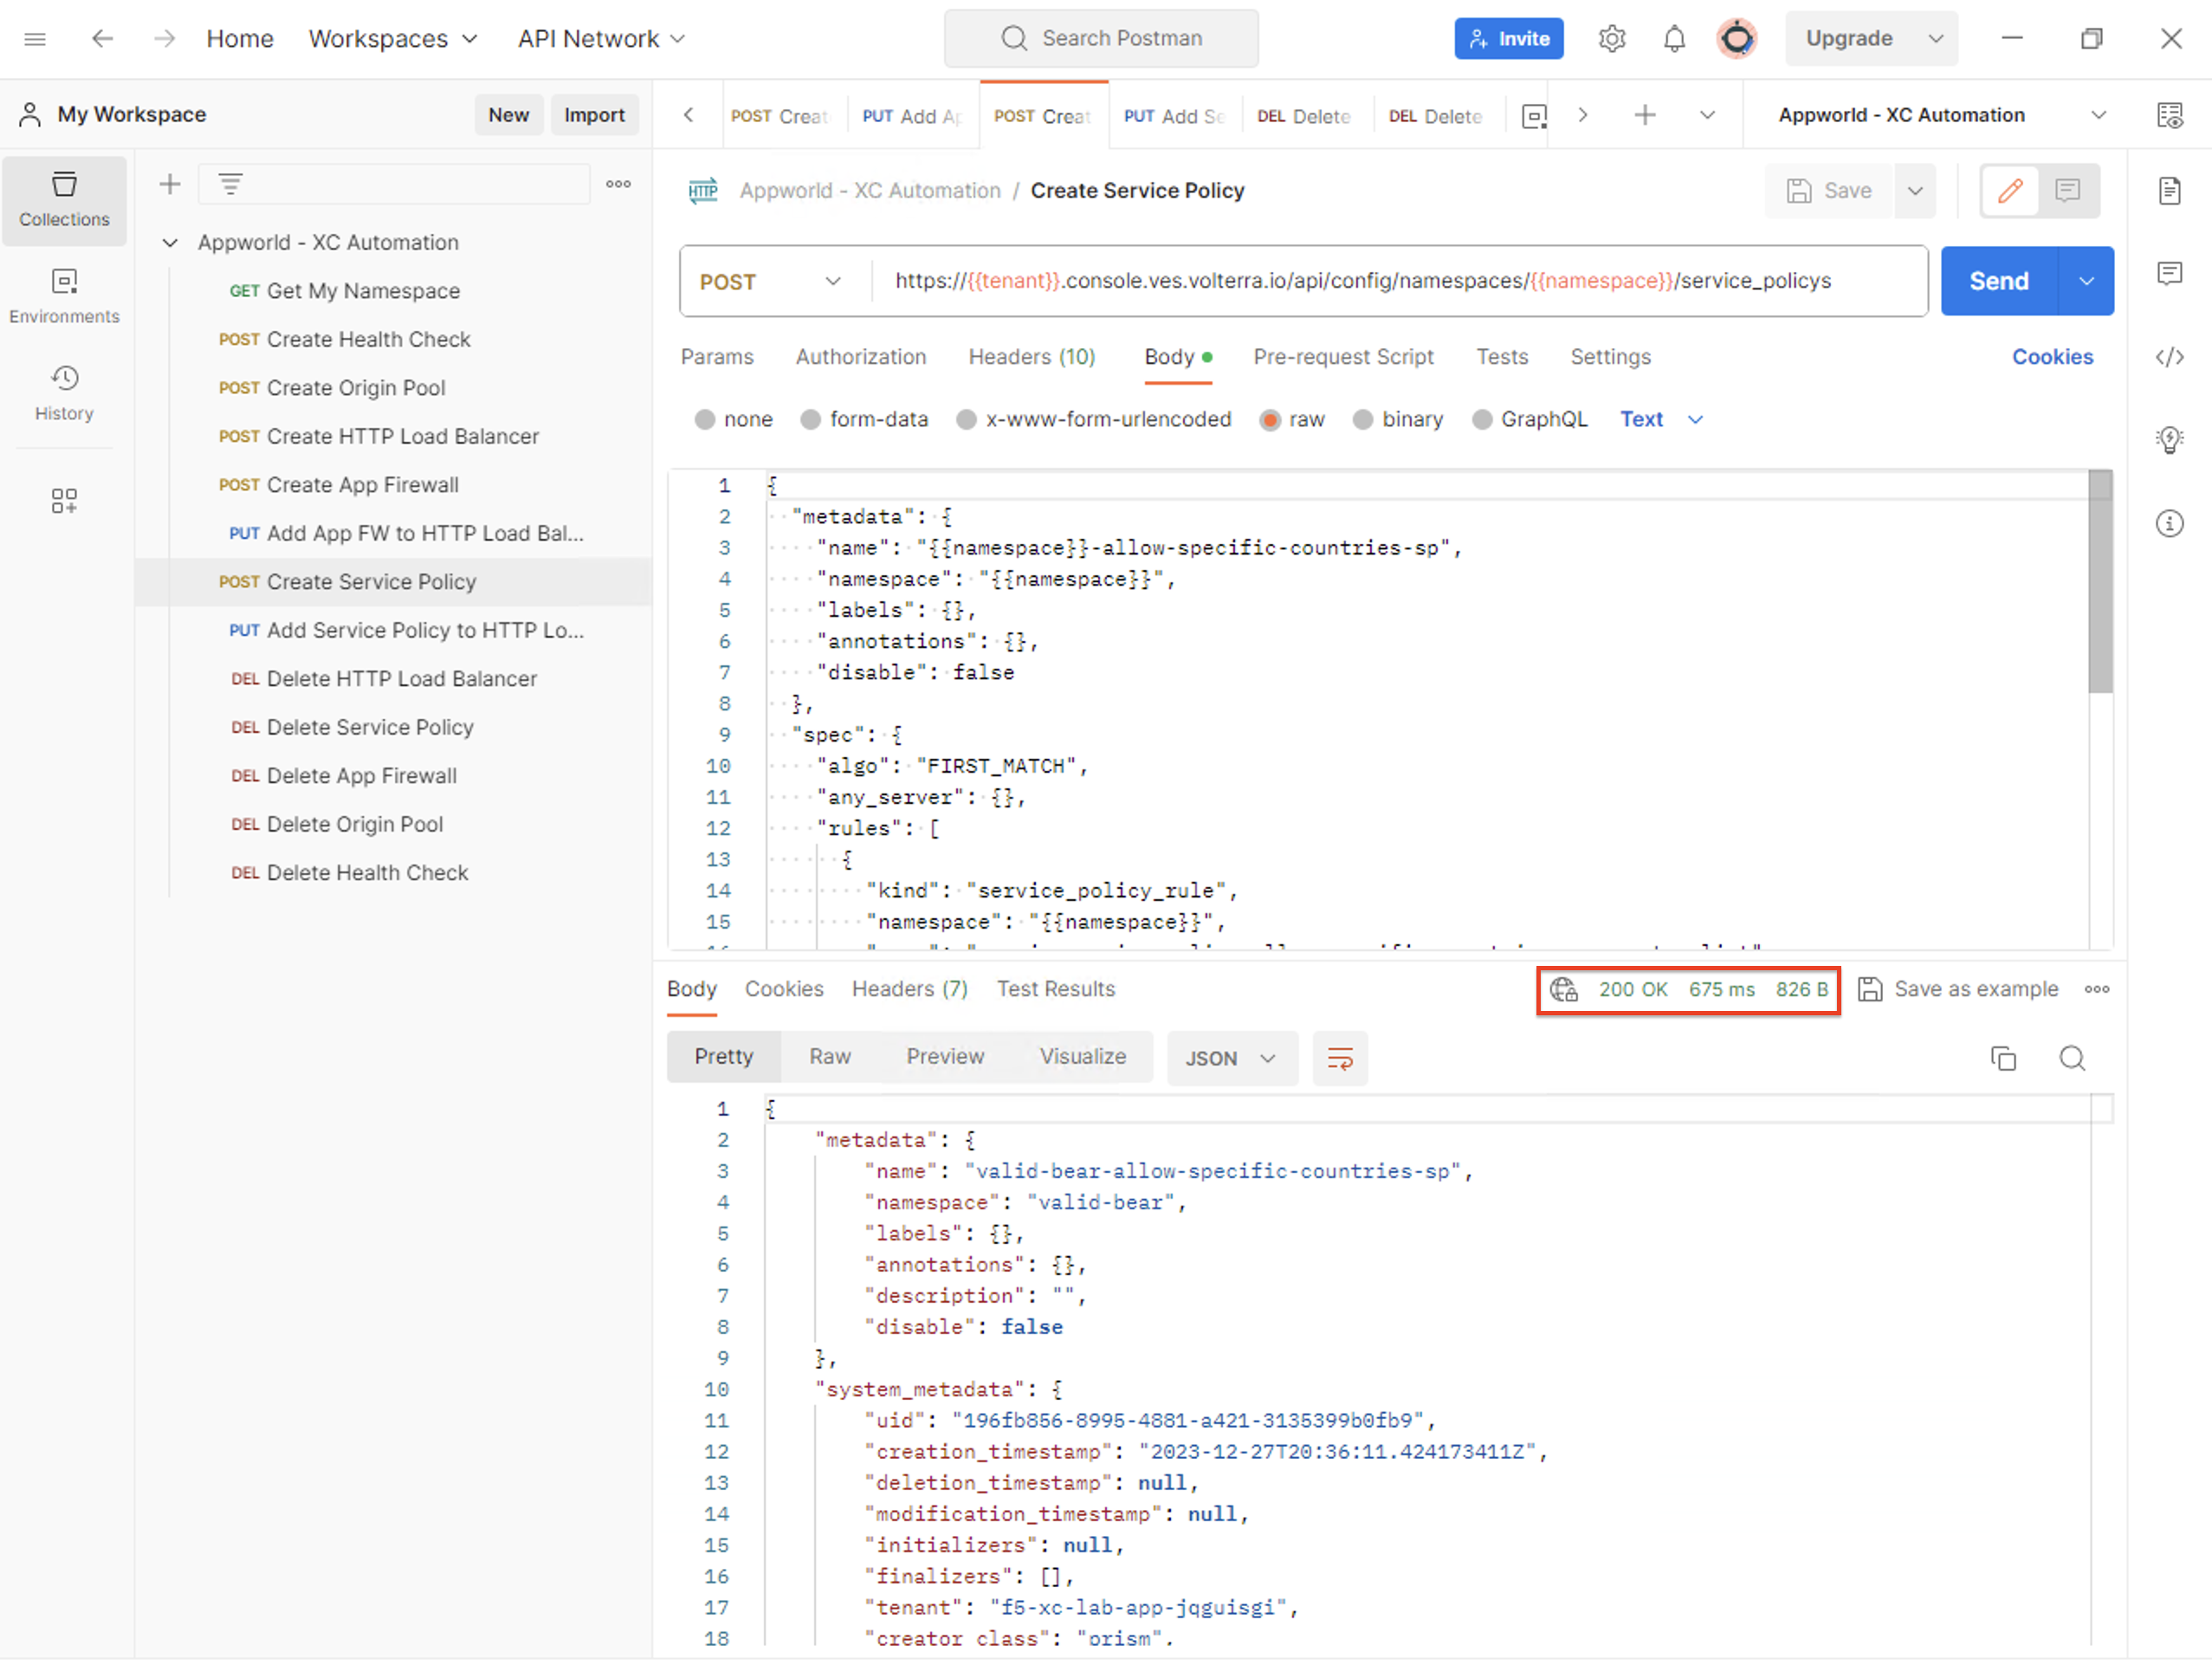 Home Workspaces API Network Search Postman Invite Upgrade
My Workspace New Import
POST Creat PUT Add Ap POST Creat PUT Add Se DEL Delete DEL Delete Appworld - XC Automation
Collections
Environments
History
Appworld - XC Automation
GET Get My Namespace
POST Create Health Check
POST Create Origin Pool
POST Create HTTP Load Balancer
POST Create App Firewall
PUT Add App FW to HTTP Load Bal...
POST Create Service Policy
PUT Add Service Policy to HTTP Lo...
DEL Delete HTTP Load Balancer
DEL Delete Service Policy
DEL Delete App Firewall
DEL Delete Origin Pool
DEL Delete Health Check
HTTP Appworld - XC Automation / Create Service Policy Save
POST https://{{tenant}}.console.ves.volterra.io/api/config/namespaces/{{namespace}}/service_policys Send
Params Authorization Headers (10) Body Pre-request Script Tests Settings Cookies
none form-data x-www-form-urlencoded raw binary GraphQL Text
1 {
2 "metadata": {
3 "name": "{{namespace}}-allow-specific-countries-sp",
4 "namespace": "{{namespace}}",
5 "labels": {},
6 "annotations": {},
7 "disable": false
8 },
9 "spec": {
10 "algo": "FIRST_MATCH",
11 "any_server": {},
12 "rules": [
13 {
14 "kind": "service_policy_rule",
15 "namespace": "{{namespace}}",
Body Cookies Headers (7) Test Results 200 OK 675 ms 826 B Save as example
Pretty Raw Preview Visualize JSON
1 {
2 "metadata": {
3 "name": "valid-bear-allow-specific-countries-sp",
4 "namespace": "valid-bear",
5 "labels": {},
6 "annotations": {},
7 "description": "",
8 "disable": false
9 },
10 "system_metadata": {
11 "uid": "196fb856-8995-4881-a421-3135399b0fb9",
12 "creation_timestamp": "2023-12-27T20:36:11.424173411Z",
13 "deletion_timestamp": null,
14 "modification_timestamp": null,
15 "initializers": null,
16 "finalizers": [],
17 "tenant": "f5-xc-lab-app-jqguisgi",
18 "creator_class": "prism",